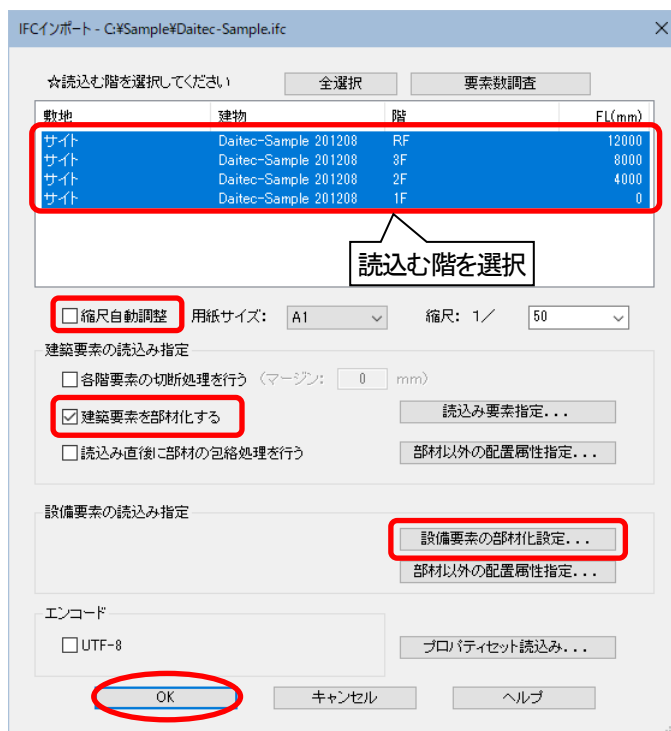 IFCインポート - C:¥Sample¥Daitec-Sample.ifc
☆読込む階を選択してください 全選択 要素数調査
敷地 建物 階 FL(mm)
サイト Daitec-Sample 201208 RF 12000
サイト Daitec-Sample 201208 3F 8000
サイト Daitec-Sample 201208 2F 4000
サイト Daitec-Sample 201208 1F 0
読込む階を選択
縮尺自動調整 用紙サイズ: A1 縮尺: 1/ 50
建築要素の読込み指定
各階要素の切断処理を行う (マージン: 0 mm)
建築要素を部材化する 読込み要素指定...
読込み直後に部材の包絡処理を行う 部材以外の配置属性指定...
設備要素の読込み指定
設備要素の部材化設定...
部材以外の配置属性指定...
エンコード
UTF-8 プロパティセット読込み...
OK キャンセル ヘルプ